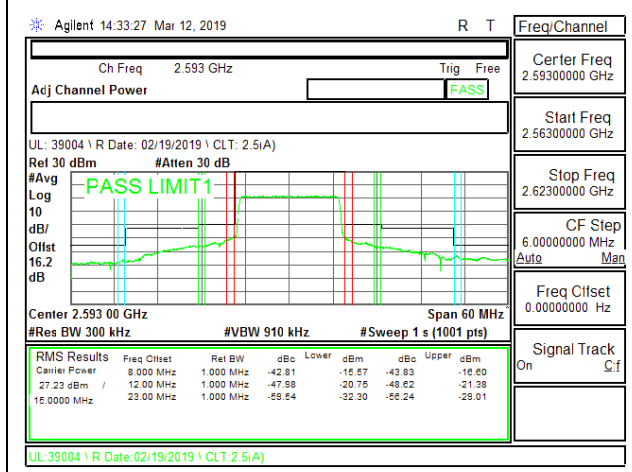 Agilent 14:33:27 Mar 12, 2019 R T Freq/Channel
Ch Freq 2.593 GHz Trig Free
Adj Channel Power PASS
Center Freq
2.59300000 GHz
Start Freq
2.56300000 GHz
UL: 39004 \ R Date: 02/19/2019 \ CLT: 2.5(A)
Ref 30 dBm #Atten 30 dB
#Avg
Log
10
dB/
Offst
16.2
dB
PASS LIMIT1
Stop Freq
2.62300000 GHz
CF Step
6.00000000 MHz
Auto Man
Freq Offset
0.00000000 Hz
Center 2.593 00 GHz Span 60 MHz
#Res BW 300 kHz #VBW 910 kHz #Sweep 1 s (1001 pts)
Signal Track
On Off
RMS Results Freq Offset Ref BW dBc Lower dBm dBc Upper dBm
Carrier Power 8.000 MHz 1.000 MHz -42.81 -15.57 -43.83 -16.60
27.23 dBm / 12.00 MHz 1.000 MHz -47.98 -20.75 -48.62 -21.38
15.0000 MHz 23.00 MHz 1.000 MHz -59.54 -32.30 -56.24 -29.01
UL:39004 \ R Date:02/19/2019 \ CLT:2.5(A)